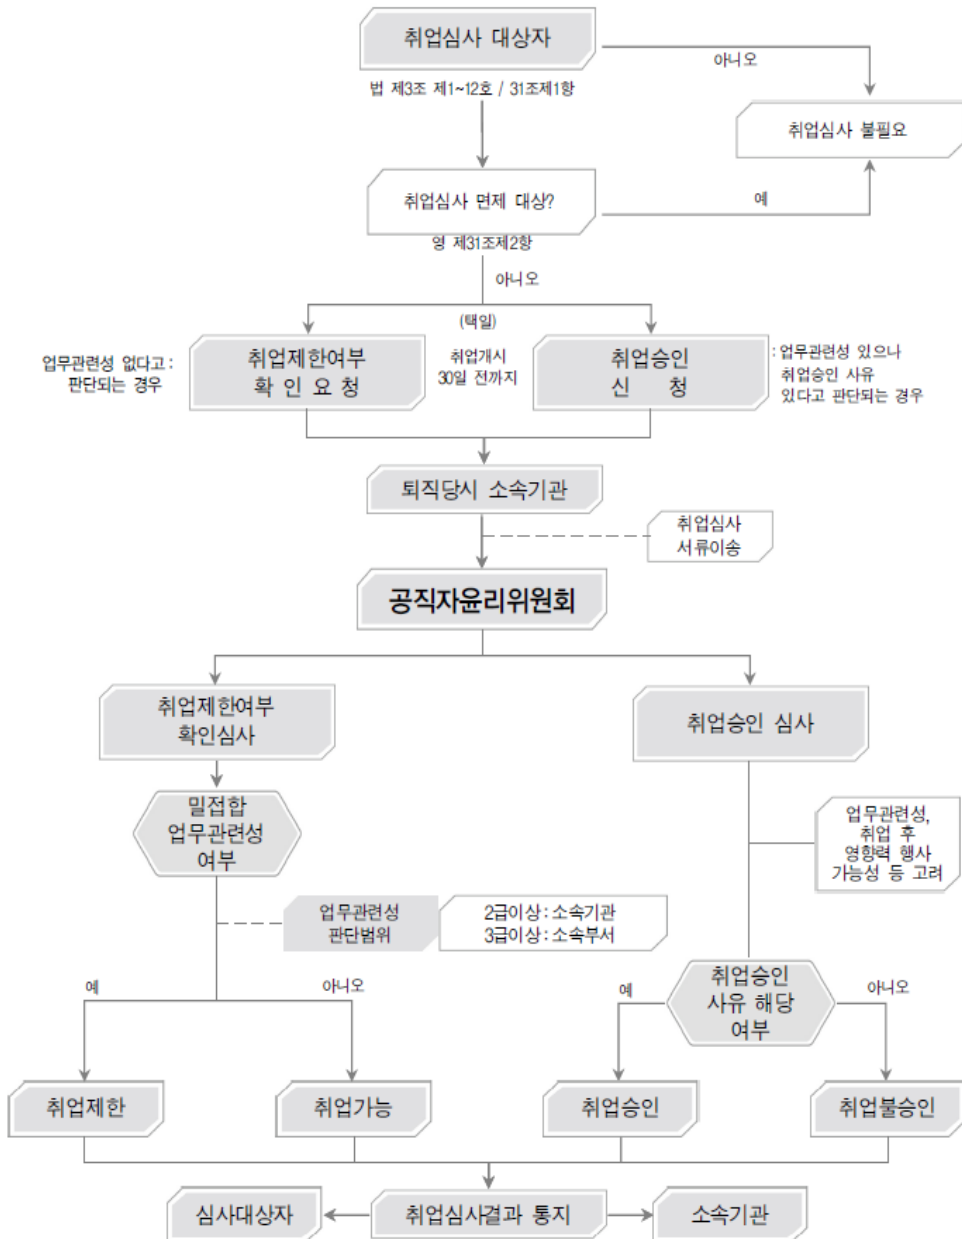 취업심사 대상자
아니오
법 제3조 제1~12호 / 31조제1항
취업심사 불필요
취업심사 면제 대상?
예
영 제31조제2항
아니오
(택일)
업무관련성 없다고 :
판단되는 경우
취업제한여부
확 인 요 청
취업개시
30일 전까지
취업승인
신 청
: 업무관련성 있으나
취업승인 사유
있다고 판단되는 경우
퇴직당시 소속기관
취업심사
서류이송
공직자윤리위원회
취업제한여부
확인심사
취업승인 심사
밀접합
업무관련성
여부
업무관련성,
취업 후
영향력 행사
가능성 등 고려
업무관련성
판단범위
2급이상 : 소속기관
3급이상 : 소속부서
예
아니오
취업승인
사유 해당
여부
예
아니오
취업제한
취업가능
취업승인
취업불승인
심사대상자
취업심사결과 통지
소속기관